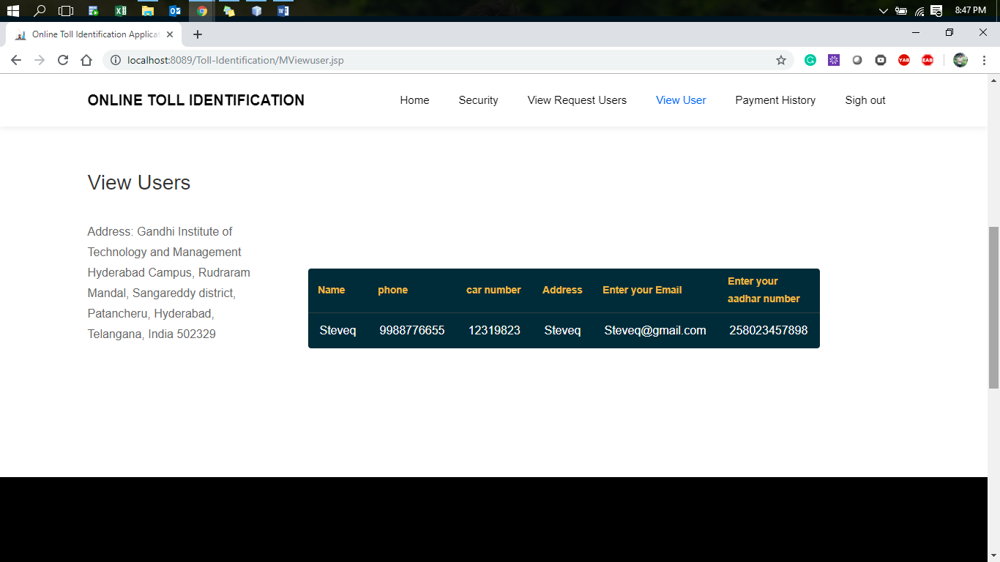 8:47 PM
Online Toll Identification Applicat
localhost:8089/Toll-Identification/MViewuser.jsp
YAB
EAB
ONLINE TOLL IDENTIFICATION Home Security View Request Users View User Payment History Sigh out
View Users
Address: Gandhi Institute of
Technology and Management
Hyderabad Campus, Rudraram
Mandal, Sangareddy district,
Patancheru, Hyderabad,
Telangana, India 502329
Name phone car number Address Enter your Email Enter your
aadhar number
Steveq 9988776655 12319823 Steveq Steveq@gmail.com 258023457898